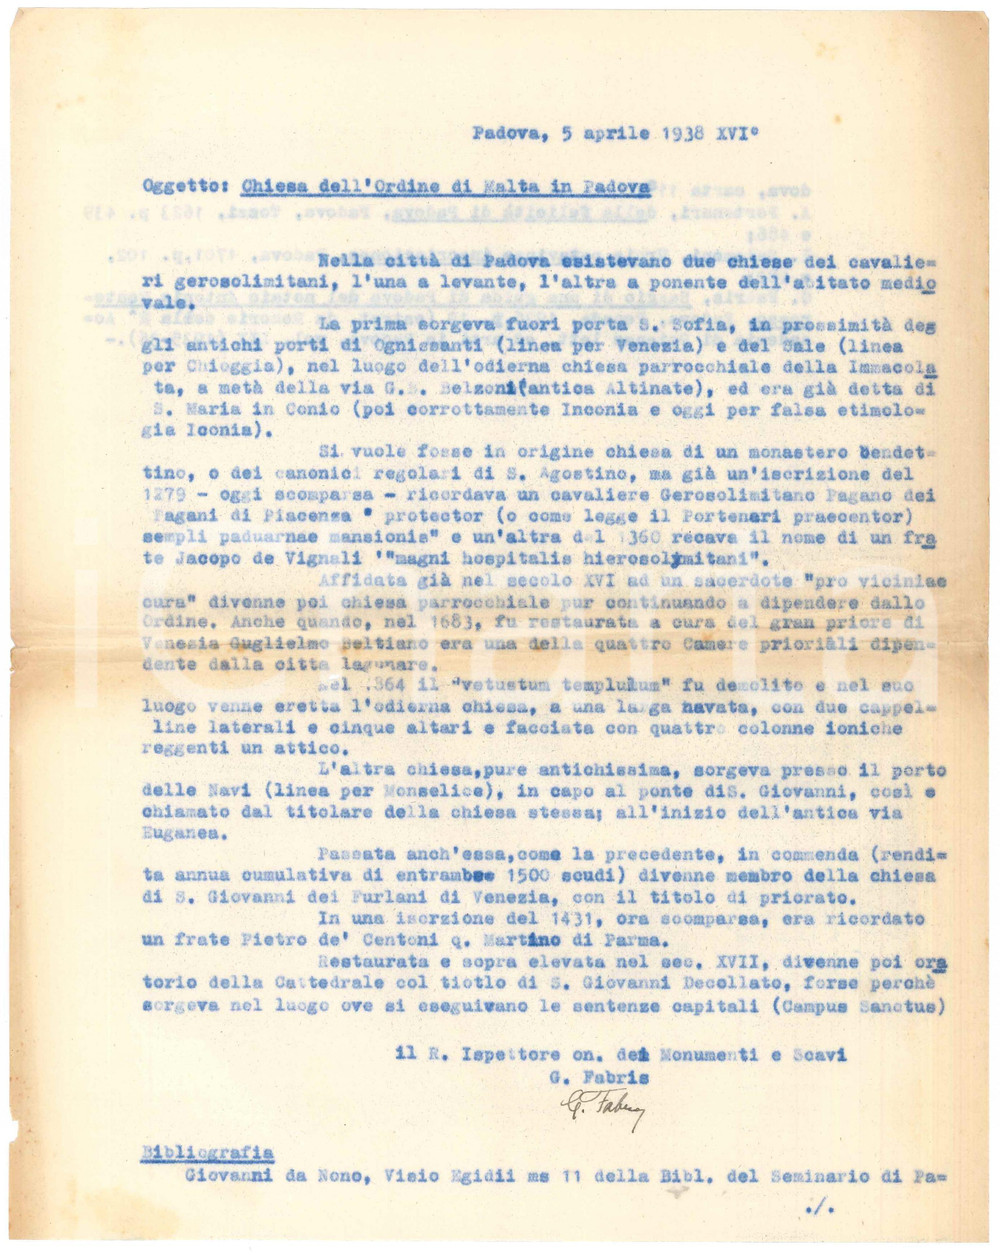 Padova, 5 aprile 1938 XVI°
Oggetto: Chiesa dell'Ordine di Malta in Padova
Nella città di Padova esistevano due chiese dei cavalie=
ri gerosolimitani, l'una a levante, l'altra a ponente dell'abitato medio
vale.
La prima sorgeva fuori porta S. Sofia, in prossimità deg
gli antichi porti di Ognissanti (linea per Venezia) e del Sale (linea
per Chioggia), nel luogo dell'odierna chiesa parrocchiale della Immacola
ta, a metà della via G.B. Belzoni(antica Altinate), ed era già detta di
S. Maria in Conio (poi corrottamente Inconia e oggi per falsa etimolo=
gia Iconia).
Si vuole fosse in origine chiesa di un monastero bendet=
tino, o dei canonici regolari di S. Agostino, ma già un'iscrizione del
1279 - oggi scomparsa - ricordava un cavaliere Gerosolimitano Pagano dei
Pagani di Piacenza " protector (o come legge il Portenari praecentor)
sempli paduarnae mansionis" e un'altra del 1360 recava il nome di un fra
te Jacopo de Vignali '"magni hospitalis hierosolymitani".
Affidata già nel secolo XVI ad un sacerdote "pro viciniae
cura" divenne poi chiesa parrocchiale pur continuando a dipendere dallo
Ordine. Anche quando, nel 1683, fu restaurata a cura del gran priore di
Venesia Guglielmo Beltiano era una della quattro Camere prioriali dipen=
dente dalla citta lagunare.
Nel 1864 il "vetustum templulum" fu demolito e nel suo
luogo venne eretta l'odierna chiesa, a una larga navata, con due cappel=
line laterali e cinque altari e facciata con quattro colonne ioniche
reggenti un attico.
L'altra chiesa,pure antichissima, sorgeva presso il porto
delle Navi (linea per Monselice), in capo al ponte diS. Giovanni, così e
chiamato dal titolare della chiesa stessa; all'inizio dell'antica via
Euganea.
Passata anch'essa,come la precedente, in commenda (rendi=
ta annua cumulativa di entrambee 1500 scudi) divenne membro della chiesa
di S. Giovanni dei Furlani di Venezia, con il titolo di priorato.
In una iscrzione del 1431, ora scomparsa, era ricordato
un frate Pietro de' Centoni q. Martino di Parma.
Restaurata e sopra elevata nel sec. XVII, divenne poi ora
torio della Cattedrale col tiotlo di S. Giovanni Decollato, forse perchè
sorgeva nel luogo ove si eseguivano le sentenze capitali (Campus Sanctus)
il R. Ispettore on. dei Monumenti e Scavi
G. Fabris
G. Fabris
Bibliografia
Giovanni da Nono, Visio Egidii ms 11 della Bibl. del Seminario di Pa=
./.